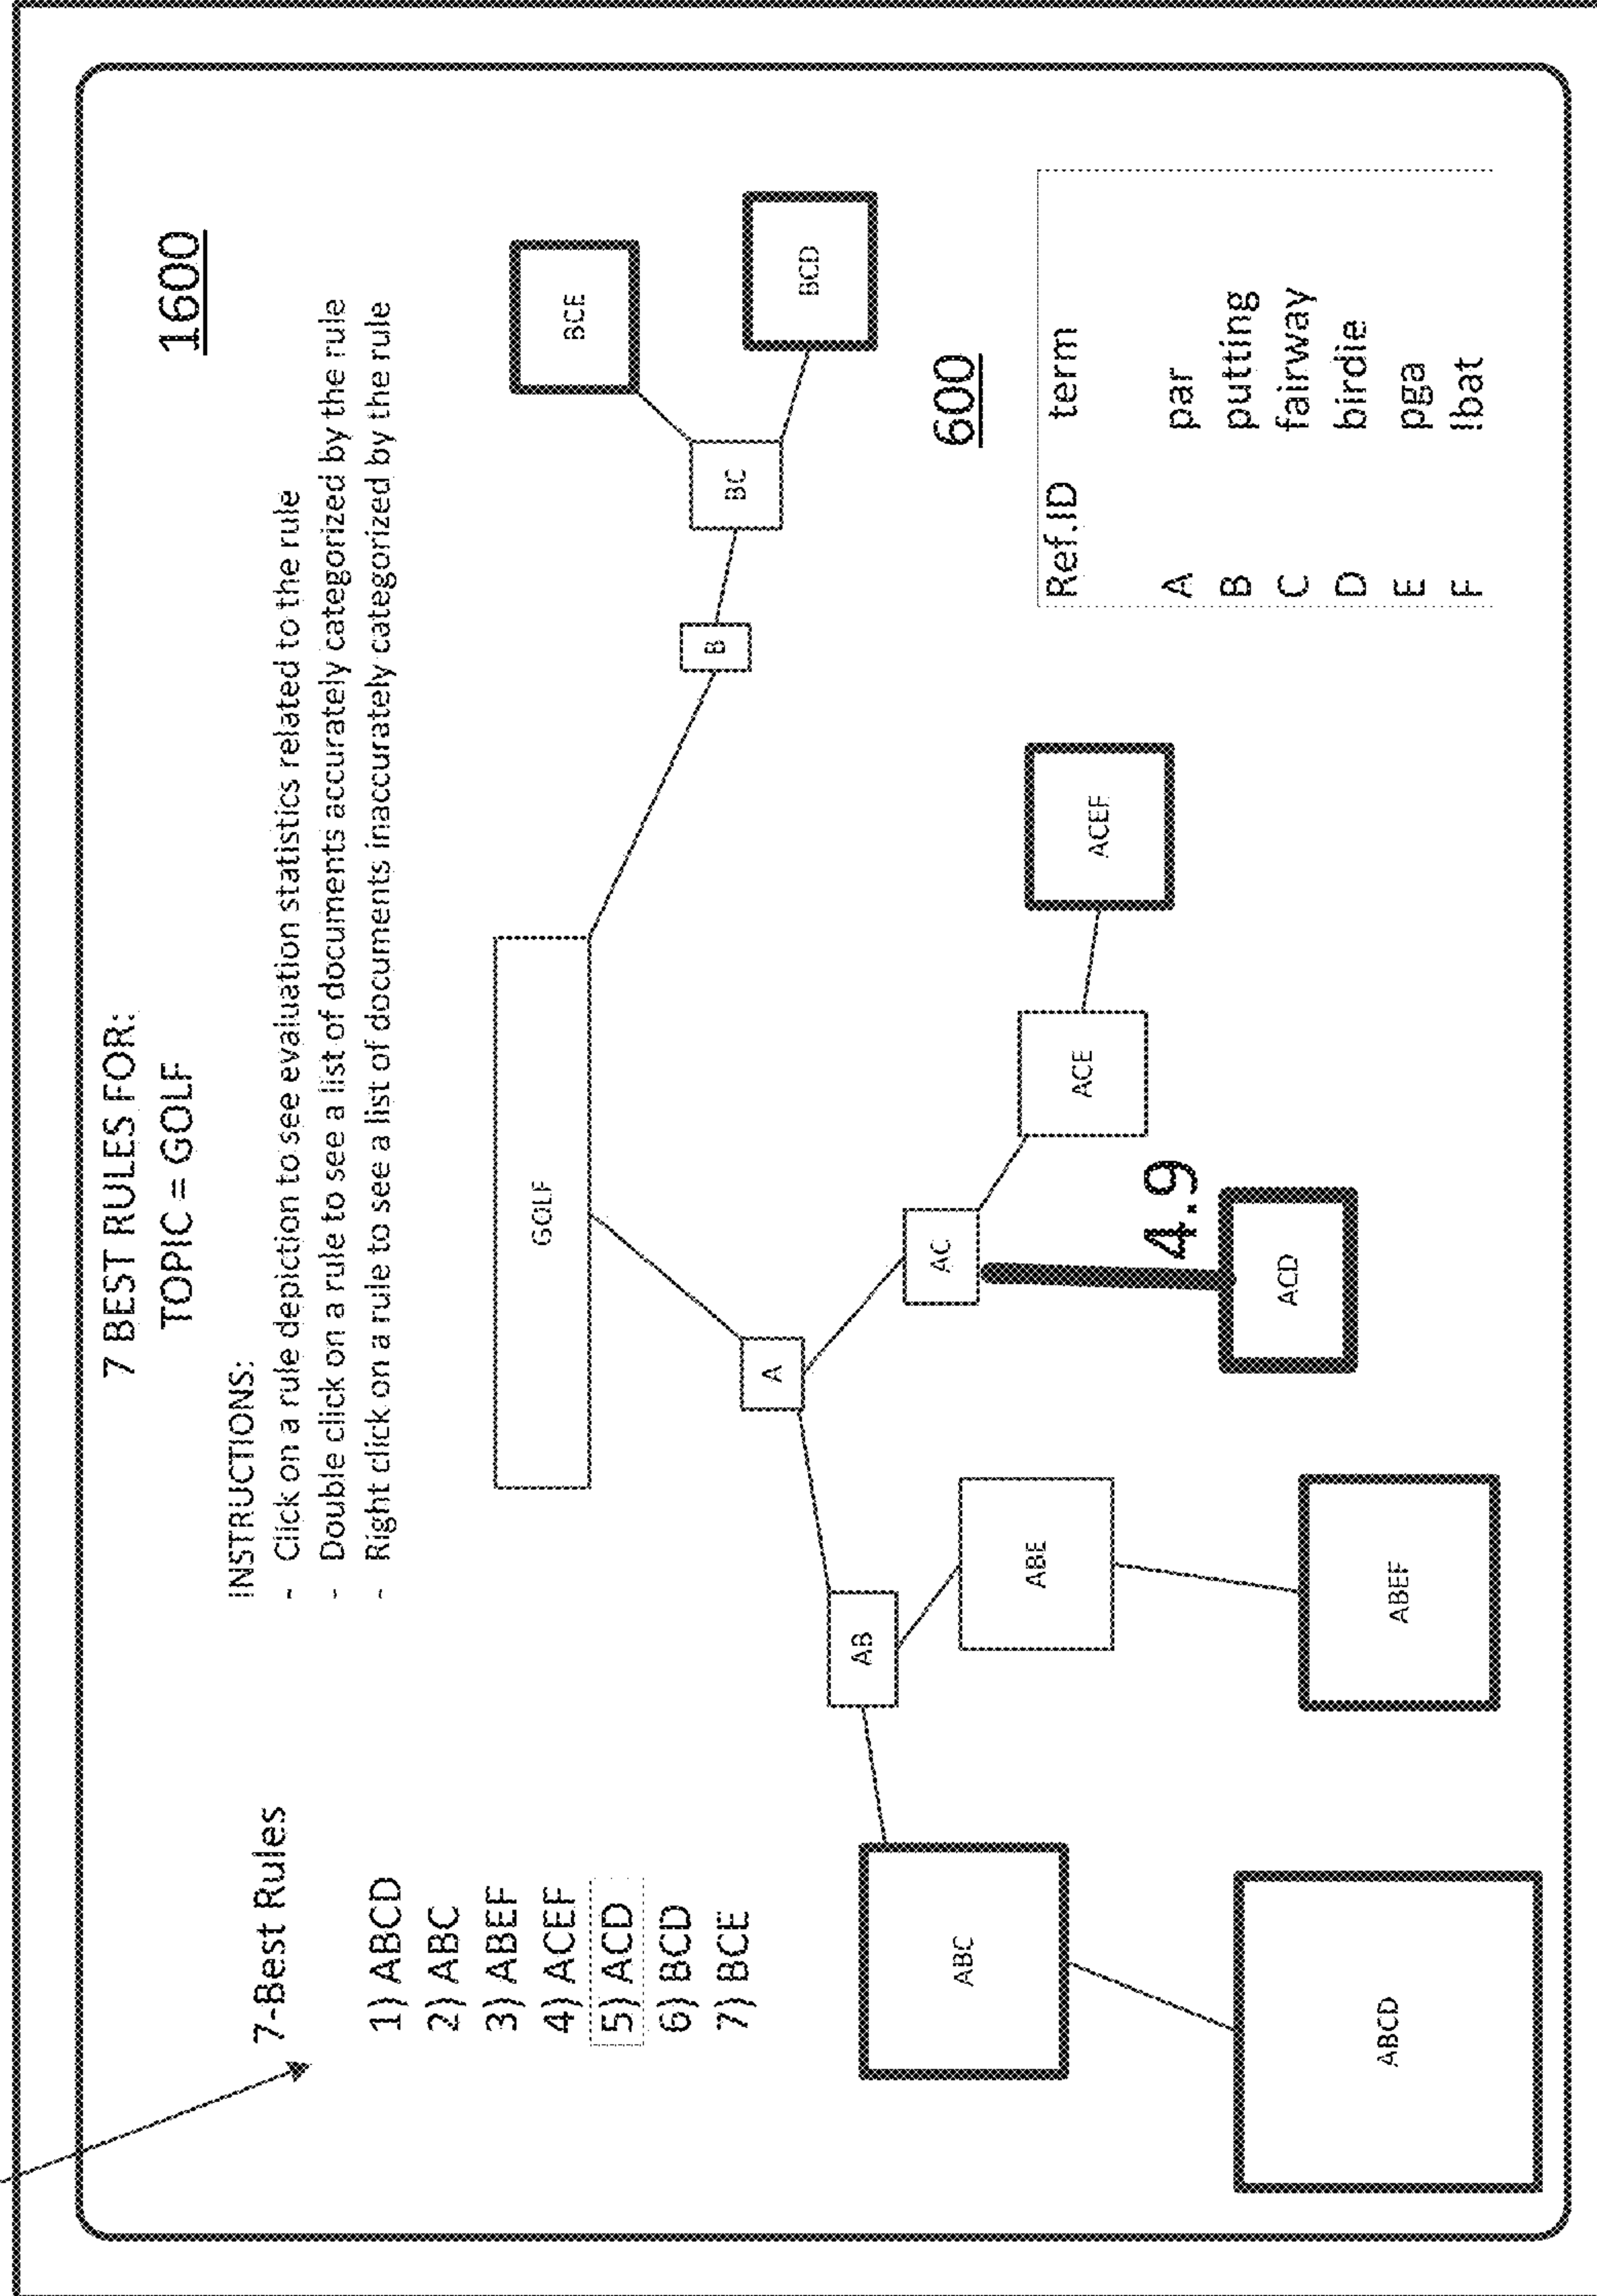 7 BEST RULES FOR:
TOPIC = GOLF
1600
INSTRUCTIONS:
- Click on a rule depiction to see evaluation statistics related to the rule
- Double click on a rule to see a list of documents accurately categorized by the rule
- Right click on a rule to see a list of documents inaccurately categorized by the rule
7-Best Rules
1) ABCD
2) ABC
3) ABEF
4) ACEF
5) ACD
6) BCD
7) BCE
GOLF
BCE
B
BC
BCD
A
AB
AC
ABC
ABE
ACE
ACEF
4.9
ABCD
ABEF
ACD
600
Ref.ID term
A par
B putting
C fairway
D birdie
E pga
F !bat